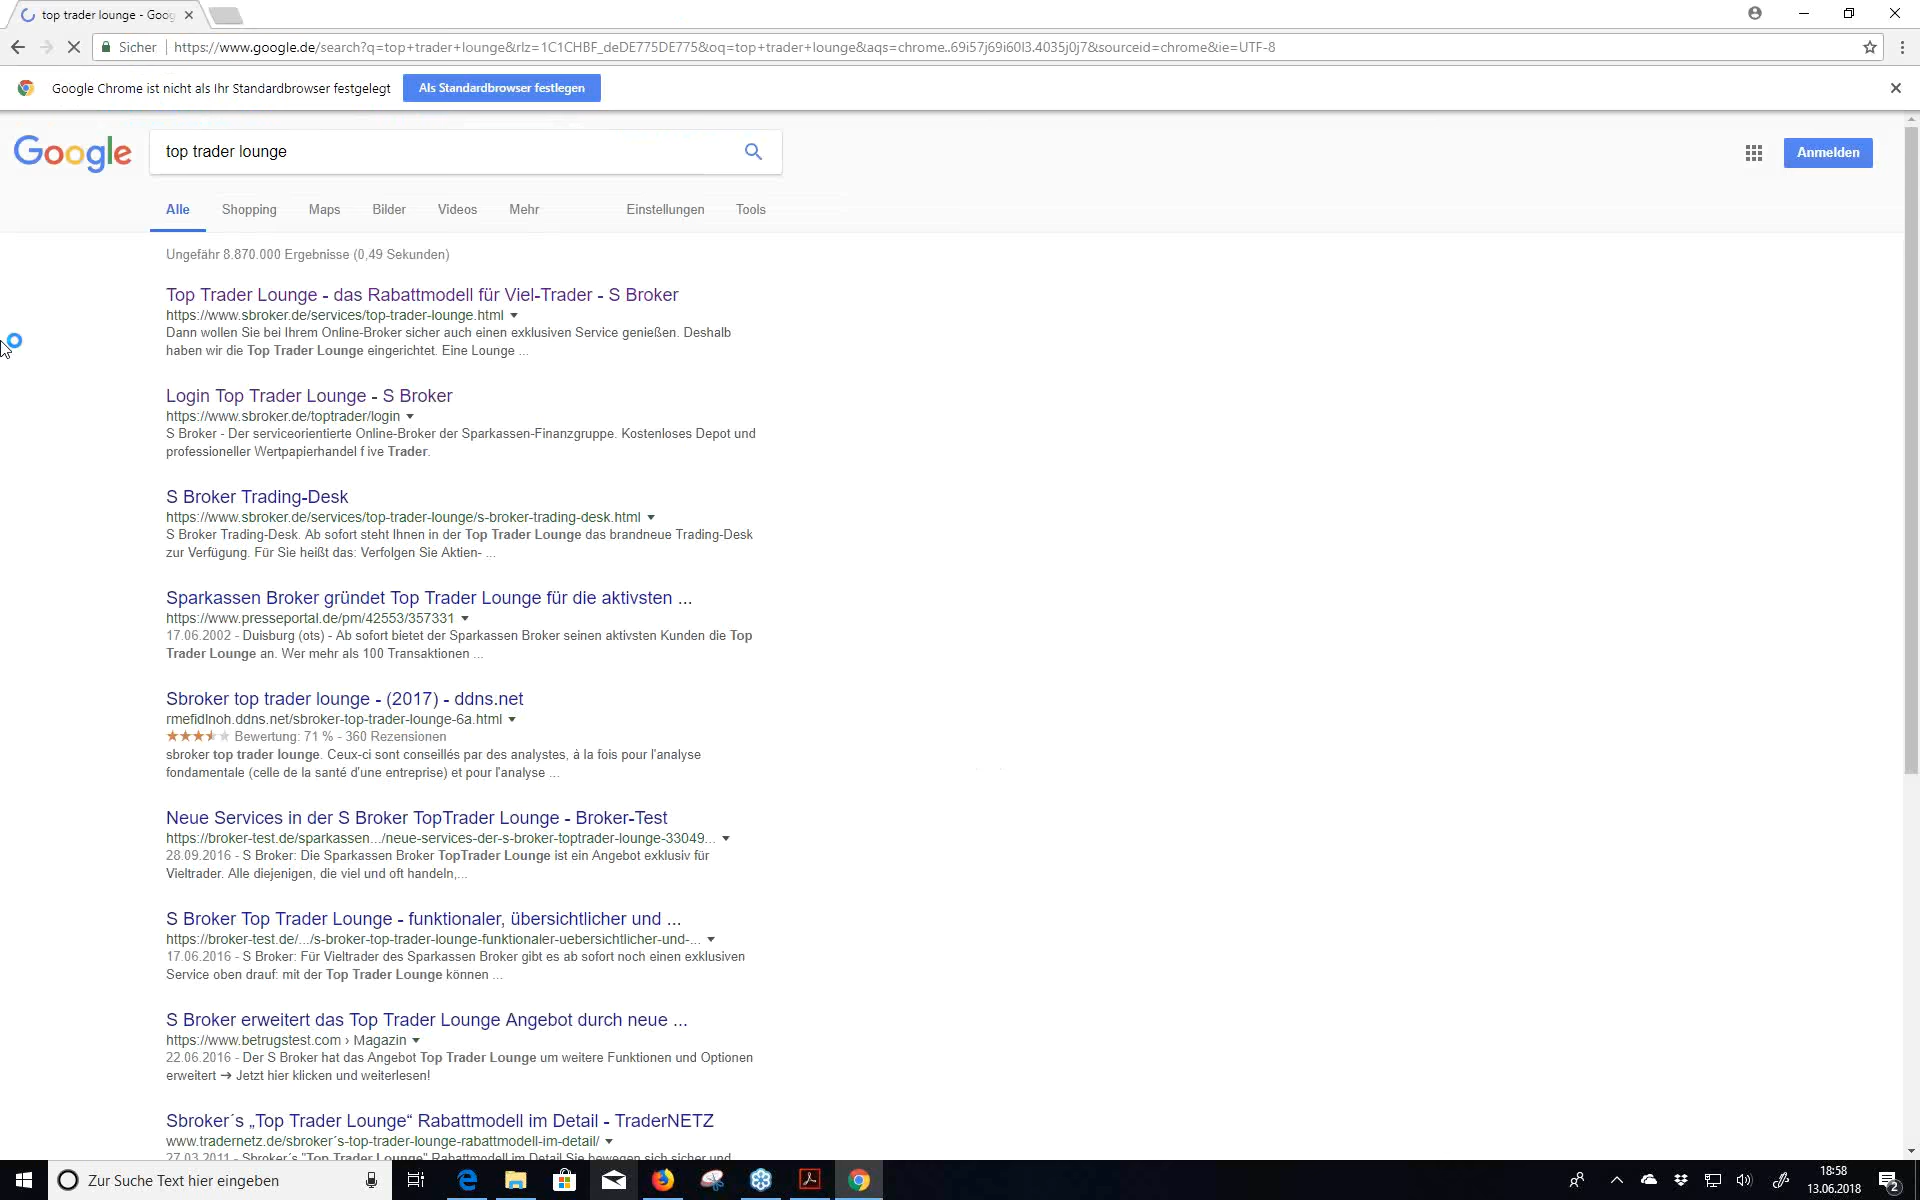 top trader lounge - Goog
Sicher
https://www.google.de/search?q=top+trader+lounge&rlz=1C1CHBF_deDE775DE775&oq=top+trader+lounge&aqs=chrome..69i57j69i60l3.4035j0j7&sourceid=chrome&ie=UTF-8
Google Chrome ist nicht als Ihr Standardbrowser festgelegt
Als Standardbrowser festlegen
Google
top trader lounge
Anmelden
Alle Shopping Maps Bilder Videos Mehr Einstellungen Tools
Ungefähr 8.870.000 Ergebnisse (0,49 Sekunden)
Top Trader Lounge - das Rabattmodell für Viel-Trader - S Broker
https://www.sbroker.de/services/top-trader-lounge.html
Dann wollen Sie bei Ihrem Online-Broker sicher auch einen exklusiven Service genießen. Deshalb
haben wir die Top Trader Lounge eingerichtet. Eine Lounge ...
Login Top Trader Lounge - S Broker
https://www.sbroker.de/toptrader/login
S Broker - Der serviceorientierte Online-Broker der Sparkassen-Finanzgruppe. Kostenloses Depot und
professioneller Wertpapierhandel f ive Trader.
S Broker Trading-Desk
https://www.sbroker.de/services/top-trader-lounge/s-broker-trading-desk.html
S Broker Trading-Desk. Ab sofort steht Ihnen in der Top Trader Lounge das brandneue Trading-Desk
zur Verfügung. Für Sie heißt das: Verfolgen Sie Aktien- ...
Sparkassen Broker gründet Top Trader Lounge für die aktivsten ...
https://www.presseportal.de/pm/42553/357331
17.06.2002 - Duisburg (ots) - Ab sofort bietet der Sparkassen Broker seinen aktivsten Kunden die Top
Trader Lounge an. Wer mehr als 100 Transaktionen ...
Sbroker top trader lounge - (2017) - ddns.net
rmefidlnoh.ddns.net/sbroker-top-trader-lounge-6a.html
Bewertung: 71 % - 360 Rezensionen
sbroker top trader lounge. Ceux-ci sont conseillés par des analystes, à la fois pour l'analyse
fondamentale (celle de la santé d'une entreprise) et pour l'analyse ...
Neue Services in der S Broker TopTrader Lounge - Broker-Test
https://broker-test.de/sparkassen.../neue-services-der-s-broker-toptrader-lounge-33049...
28.09.2016 - S Broker: Die Sparkassen Broker TopTrader Lounge ist ein Angebot exklusiv für
Vieltrader. Alle diejenigen, die viel und oft handeln,...
S Broker Top Trader Lounge - funktionaler, übersichtlicher und ...
https://broker-test.de/.../s-broker-top-trader-lounge-funktionaler-uebersichtlicher-und-...
17.06.2016 - S Broker: Für Vieltrader des Sparkassen Broker gibt es ab sofort noch einen exklusiven
Service oben drauf: mit der Top Trader Lounge können ...
S Broker erweitert das Top Trader Lounge Angebot durch neue ...
https://www.betrugstest.com › Magazin
22.06.2016 - Der S Broker hat das Angebot Top Trader Lounge um weitere Funktionen und Optionen
erweitert → Jetzt hier klicken und weiterlesen!
Sbroker´s „Top Trader Lounge“ Rabattmodell im Detail - TraderNETZ
www.tradernetz.de/sbroker´s-top-trader-lounge-rabattmodell-im-detail/
27.03.2011 - Sbroker´s "Top Trader Lounge" Rabattmodell im Detail Sie bewegen sich sicher und
Zur Suche Text hier eingeben
18:58
13.06.2018
2